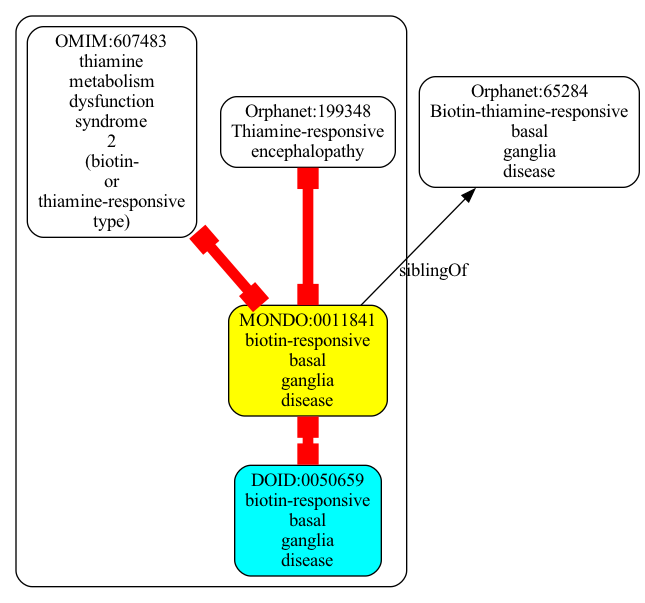 OMIM:607483
thiamine
metabolism
dysfunction
syndrome
2
(biotin-
or
thiamine-responsive
type)
Orphanet:199348
Thiamine-responsive
encephalopathy
Orphanet:65284
Biotin-thiamine-responsive
basal
ganglia
disease
siblingOf
MONDO:0011841
biotin-responsive
basal
ganglia
disease
DOID:0050659
biotin-responsive
basal
ganglia
disease